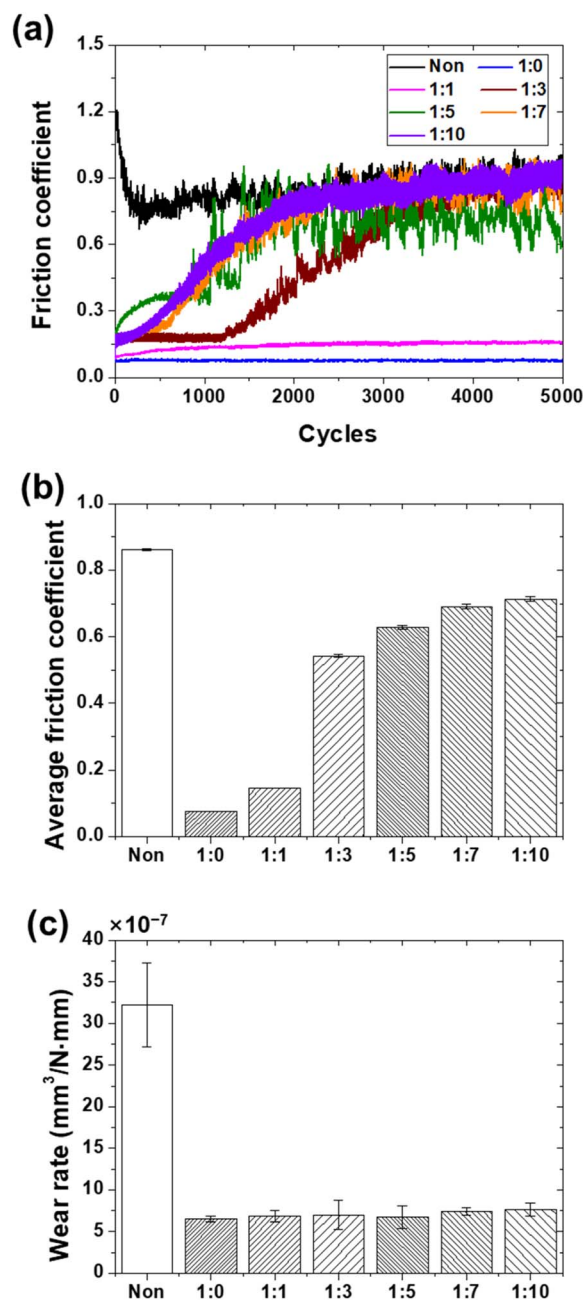 (a)
1.5
1.2
0.9
0.6
0.3
0.0
Friction coefficient
Non 1:0
1:1 1:3
1:5 1:7
1:10
0 1000 2000 3000 4000 5000
Cycles
(b)
1.0
0.8
0.6
0.4
0.2
0.0
Average friction coefficient
Non 1:0 1:1 1:3 1:5 1:7 1:10
(c)
×10⁻⁷
40
35
30
25
20
15
10
5
0
Wear rate (mm³/N·mm)
Non 1:0 1:1 1:3 1:5 1:7 1:10